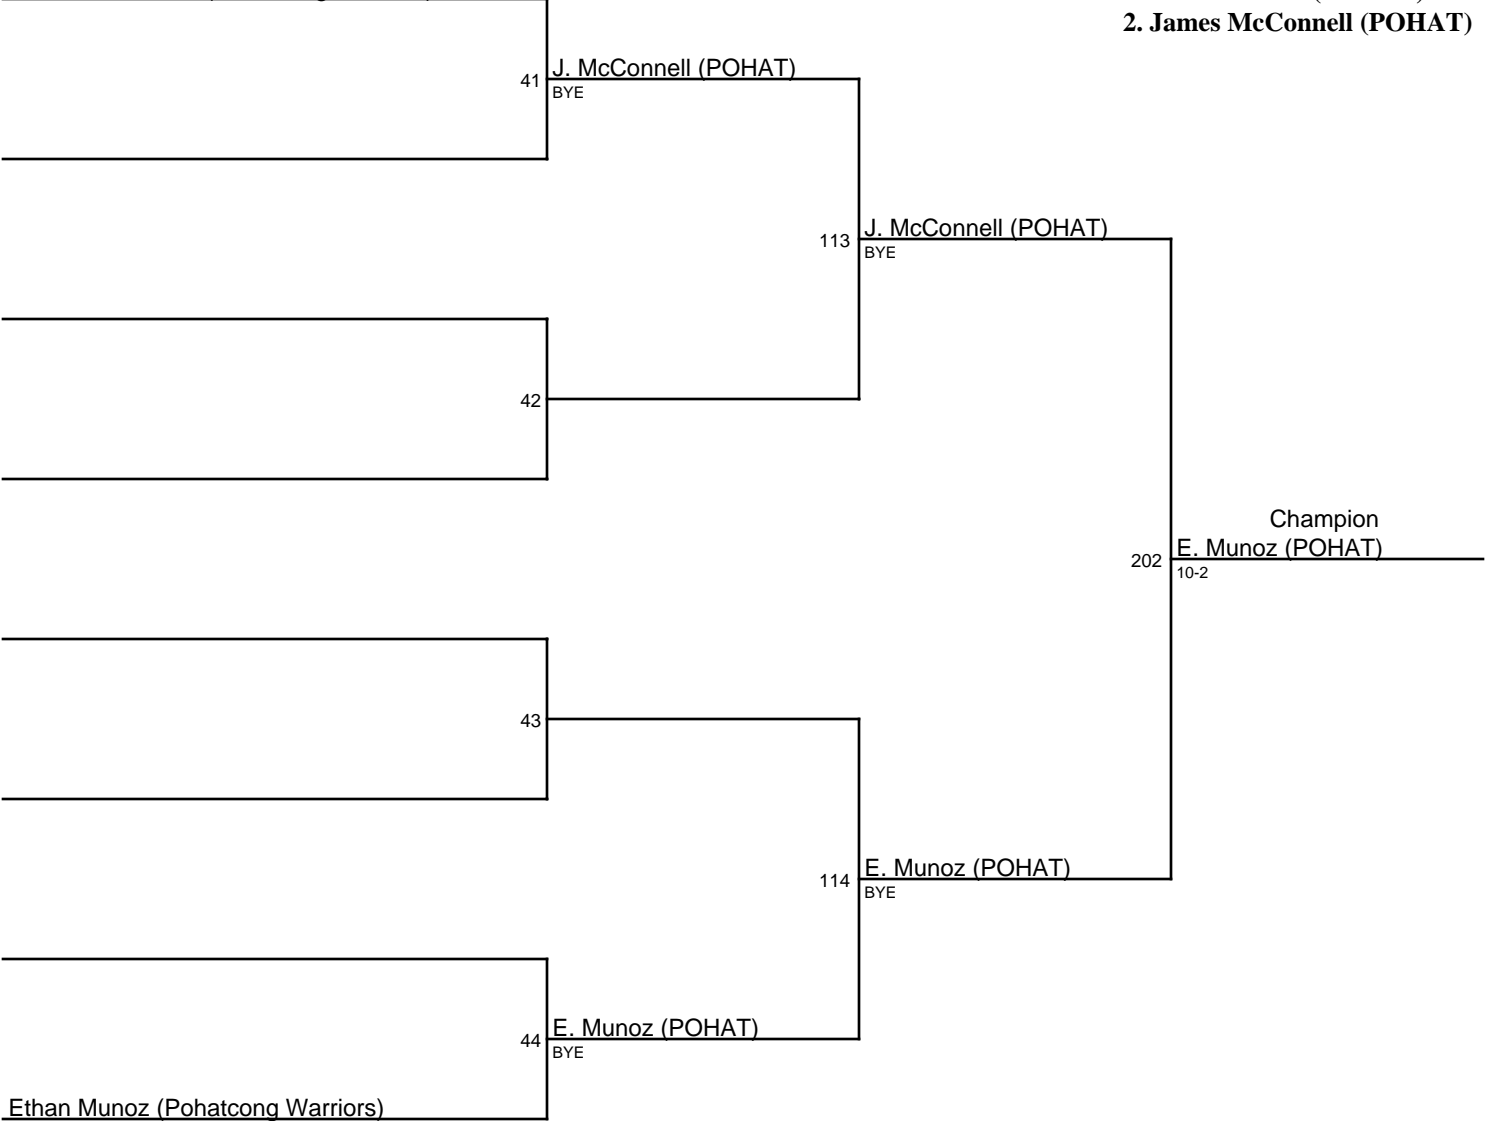 2. James McConnell (POHAT)
J. McConnell (POHAT)
41
BYE
J. McConnell (POHAT)
113
BYE
42
Champion
E. Munoz (POHAT)
202
10-2
43
E. Munoz (POHAT)
114
BYE
E. Munoz (POHAT)
44
BYE
Ethan Munoz (Pohatcong Warriors)